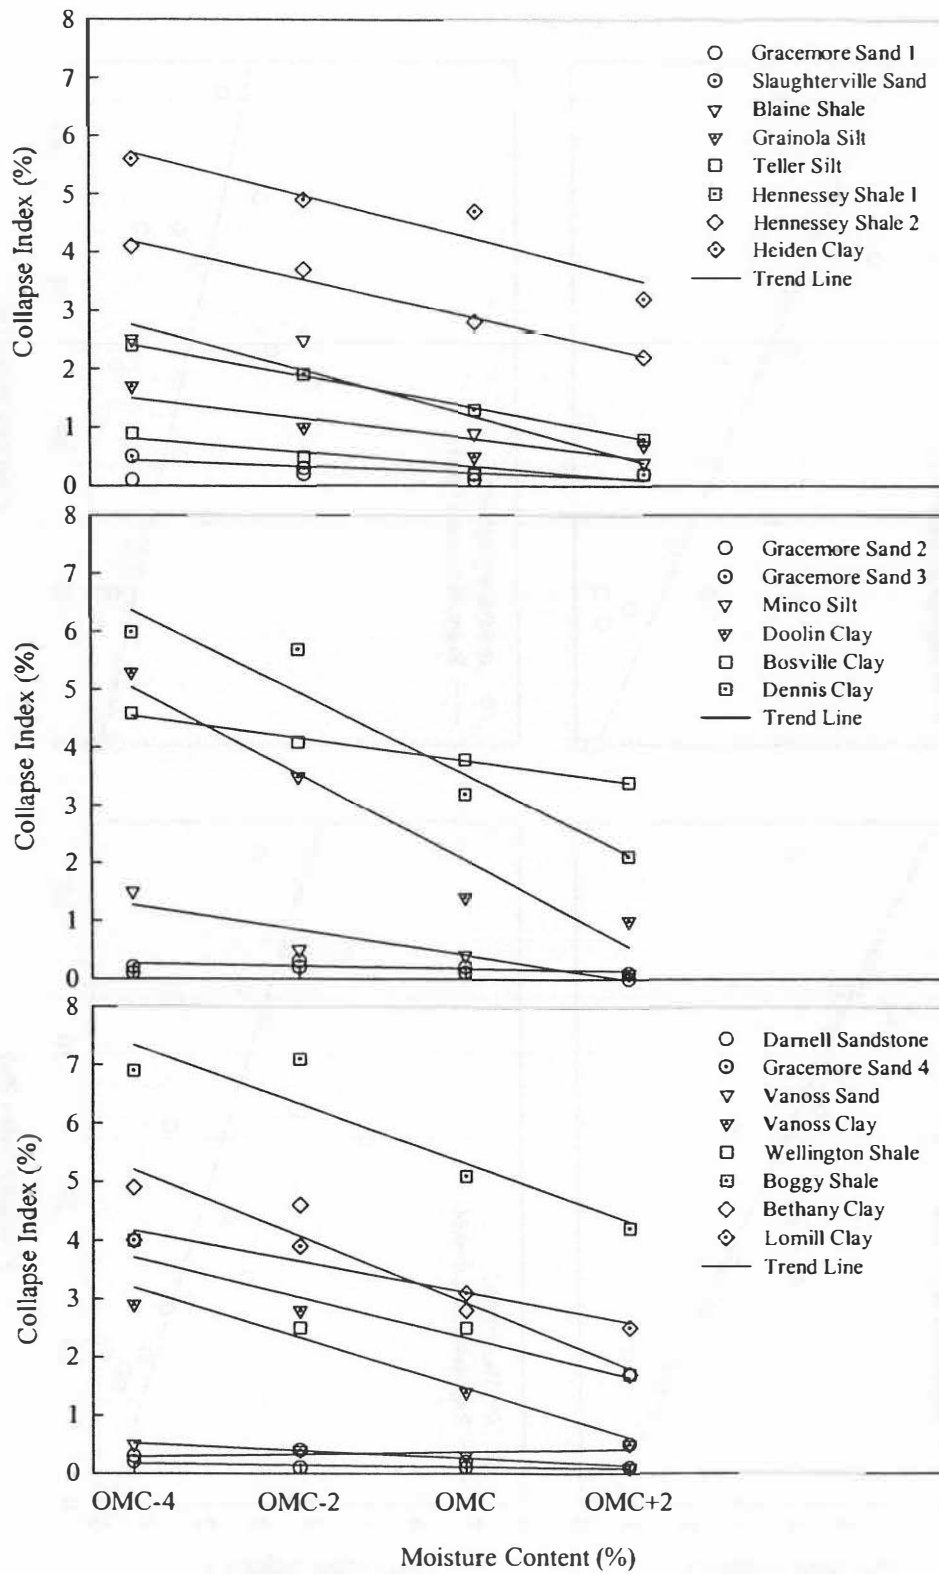 8
7
6
5
4
3
2
1
0
Collapse Index (%)
Gracemore Sand 1
Slaughterville Sand
Blaine Shale
Grainola Silt
Teller Silt
Hennessey Shale 1
Hennessey Shale 2
Heiden Clay
Trend Line
8
7
6
5
4
3
2
1
0
Collapse Index (%)
Gracemore Sand 2
Gracemore Sand 3
Minco Silt
Doolin Clay
Bosville Clay
Dennis Clay
Trend Line
8
7
6
5
4
3
2
1
0
Collapse Index (%)
Darnell Sandstone
Gracemore Sand 4
Vanoss Sand
Vanoss Clay
Wellington Shale
Boggy Shale
Bethany Clay
Lomill Clay
Trend Line
OMC-4 OMC-2 OMC OMC+2
Moisture Content (%)